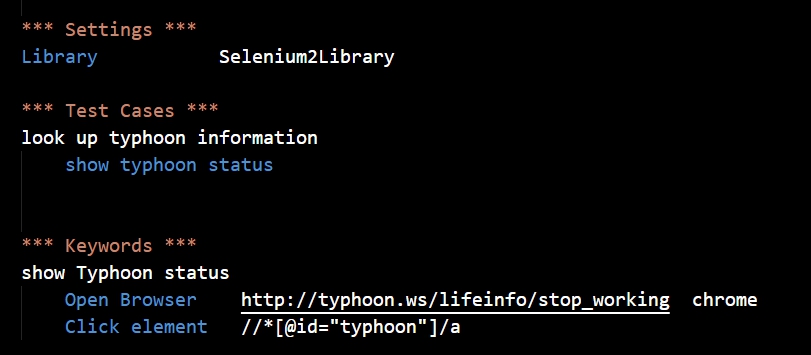 *** Settings ***
Library Selenium2Library
*** Test Cases ***
look up typhoon information
show typhoon status
*** Keywords ***
show Typhoon status
Open Browser http://typhoon.ws/lifeinfo/stop_working chrome
Click element //*[@id="typhoon"]/a